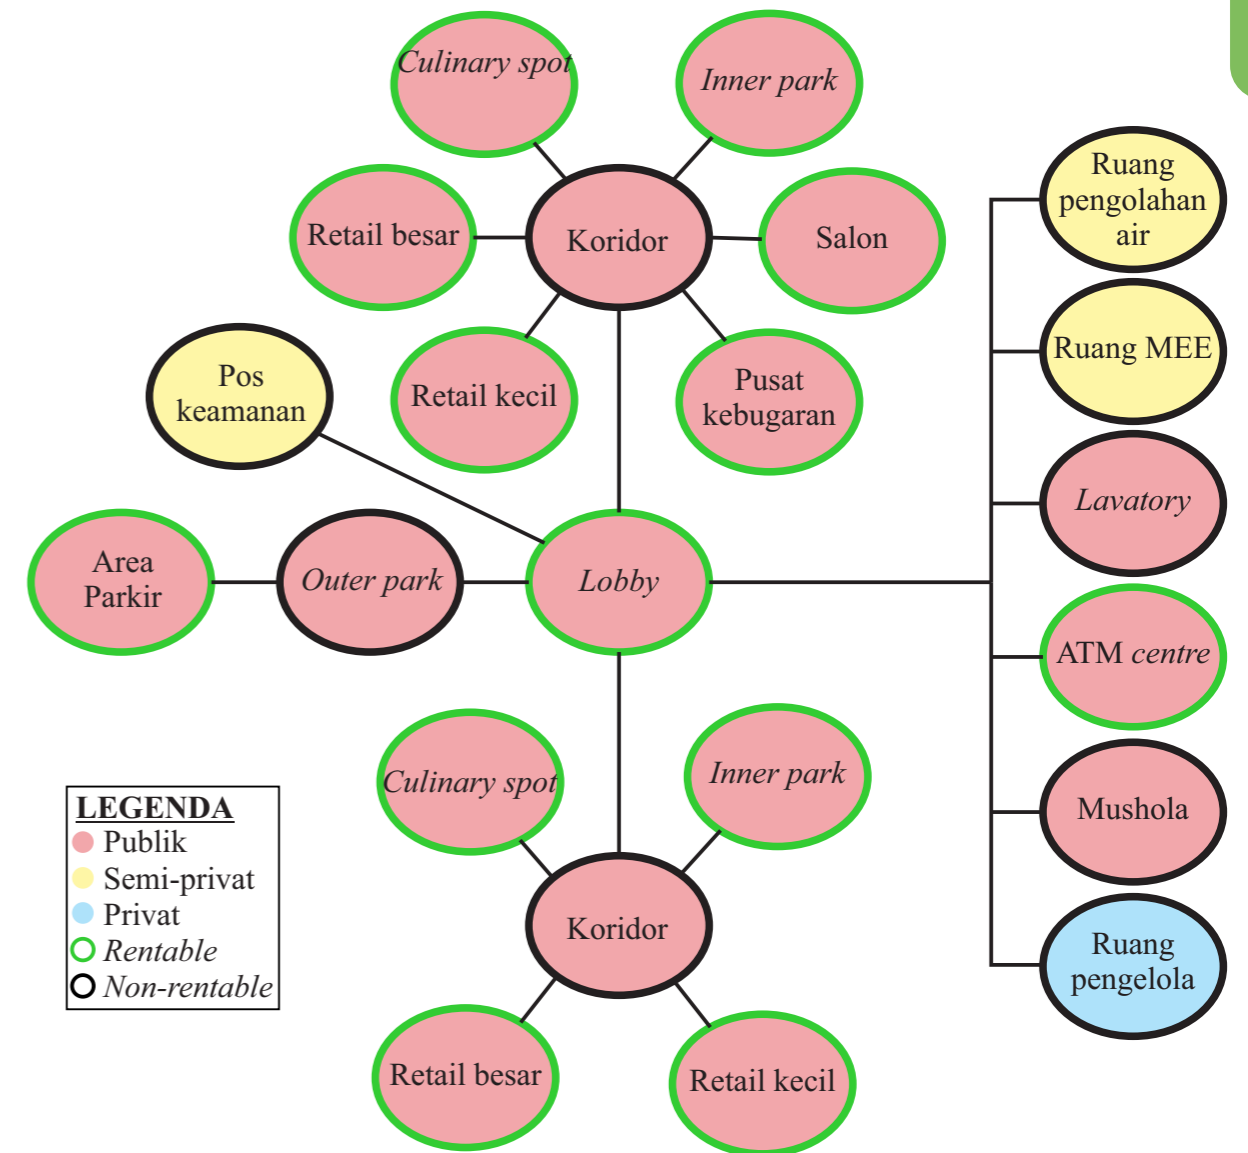 Culinary spot
Inner park
Retail besar
Koridor
Salon
Retail kecil
Pusat
kebugaran
Pos
keamanan
Area
Parkir
Outer park
Lobby
Ruang
pengolahan
air
Ruang MEE
Lavatory
ATM centre
Mushola
Ruang
pengelola
Culinary spot
Inner park
Koridor
Retail besar
Retail kecil
LEGENDA
Publik
Semi-privat
Privat
Rentable
Non-rentable